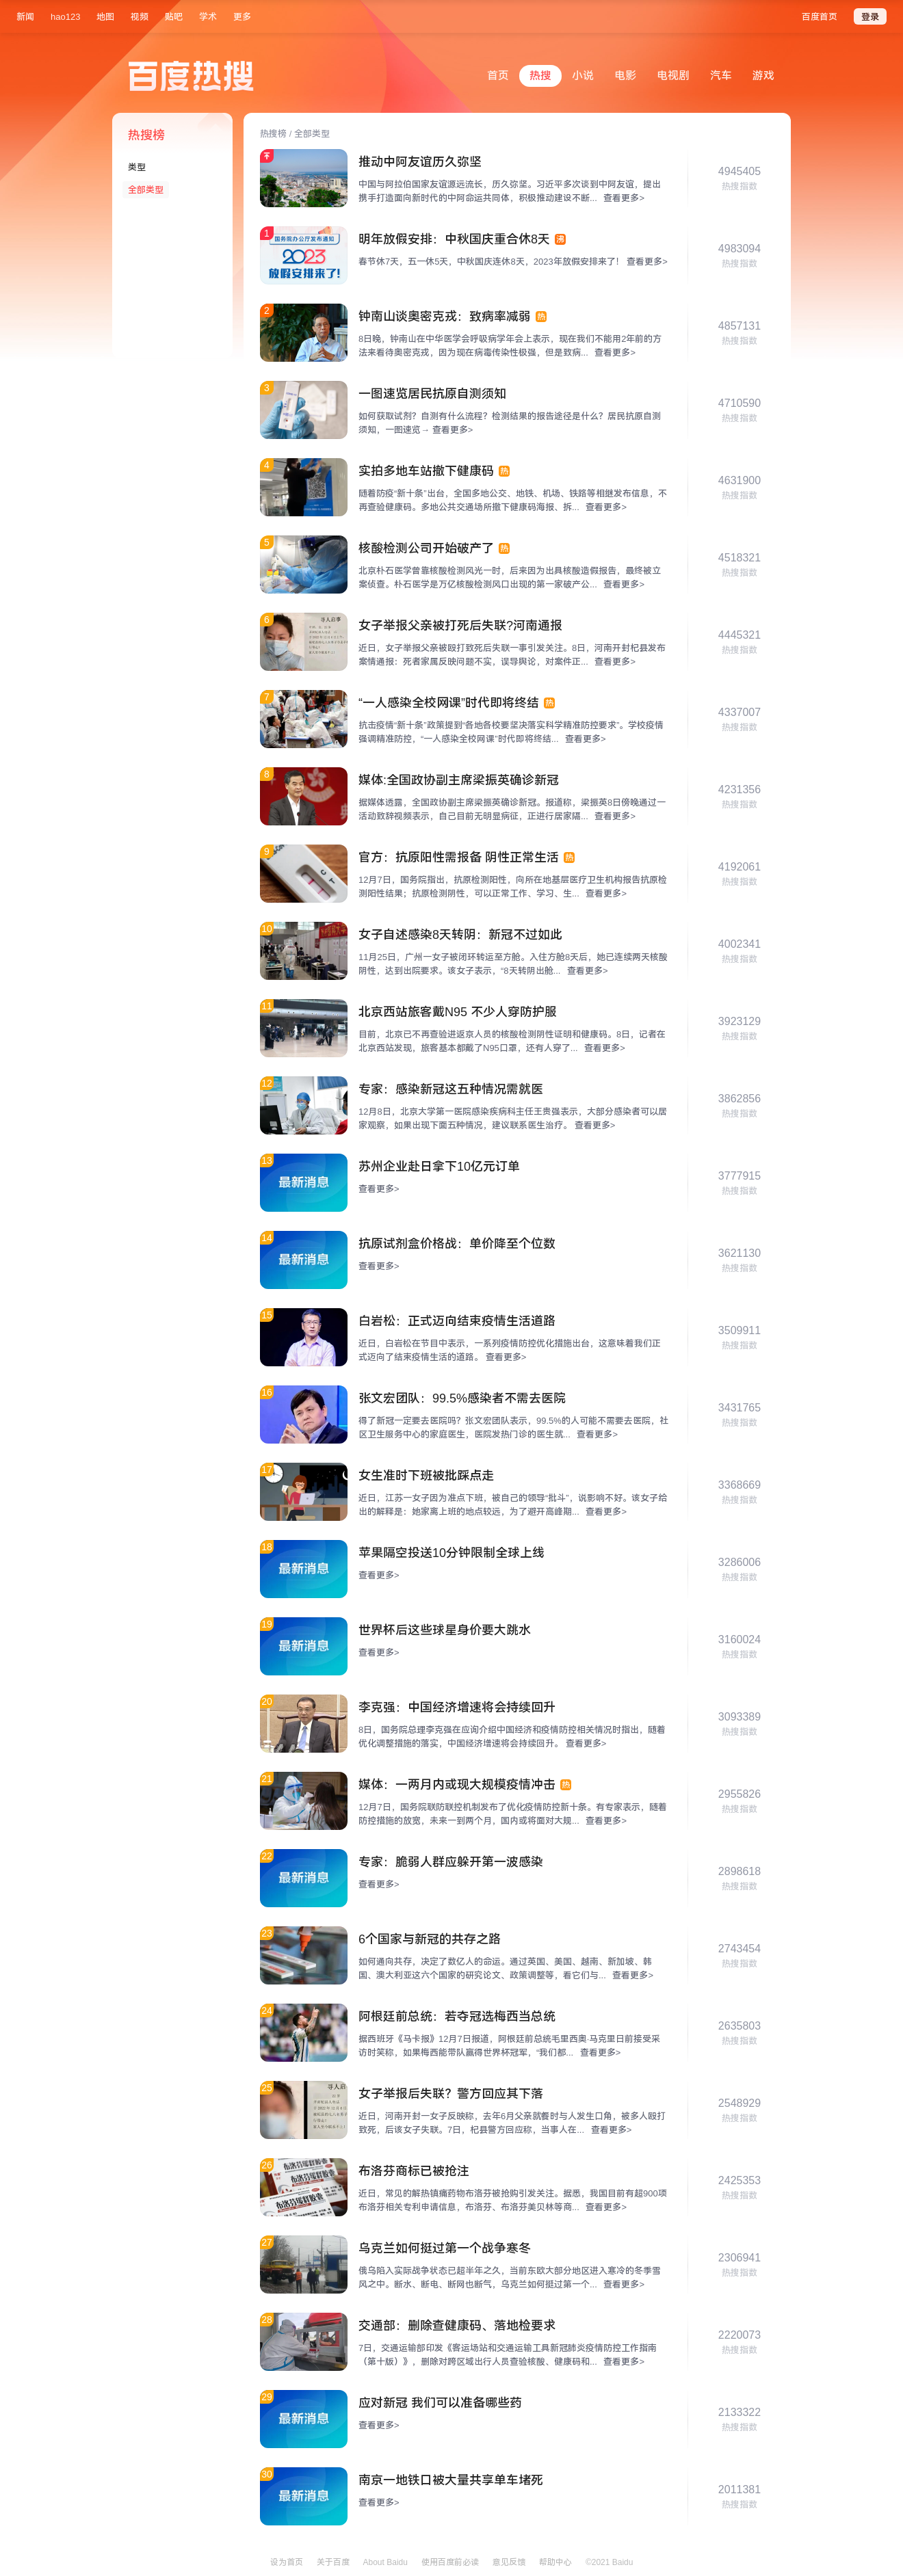 新闻 hao123 地图 视频 贴吧 学术 更多 百度首页 登录
百度热搜
首页 热搜 小说 电影 电视剧 汽车 游戏
热搜榜
类型
全部类型
热搜榜 / 全部类型
推动中阿友谊历久弥坚
中国与阿拉伯国家友谊源远流长，历久弥坚。习近平多次谈到中阿友谊，提出
携手打造面向新时代的中阿命运共同体，积极推动建设不断... 查看更多>
4945405
热搜指数
1
国务院办公厅发布通知
2023
放假安排来了!
明年放假安排：中秋国庆重合休8天 沸
春节休7天，五一休5天，中秋国庆连休8天，2023年放假安排来了！ 查看更多>
4983094
热搜指数
2
钟南山谈奥密克戎：致病率减弱 热
8日晚，钟南山在中华医学会呼吸病学年会上表示，现在我们不能用2年前的方
法来看待奥密克戎，因为现在病毒传染性极强，但是致病... 查看更多>
4857131
热搜指数
3
一图速览居民抗原自测须知
如何获取试剂？自测有什么流程？检测结果的报告途径是什么？居民抗原自测
须知，一图速览→ 查看更多>
4710590
热搜指数
4
实拍多地车站撤下健康码 热
随着防疫“新十条”出台，全国多地公交、地铁、机场、铁路等相继发布信息，不
再查验健康码。多地公共交通场所撤下健康码海报、拆... 查看更多>
4631900
热搜指数
5
核酸检测公司开始破产了 热
北京朴石医学曾靠核酸检测风光一时，后来因为出具核酸造假报告，最终被立
案侦查。朴石医学是万亿核酸检测风口出现的第一家破产公... 查看更多>
4518321
热搜指数
6
寻人启事
女子举报父亲被打死后失联?河南通报
近日，女子举报父亲被殴打致死后失联一事引发关注。8日，河南开封杞县发布
案情通报：死者家属反映问题不实，误导舆论，对案件正... 查看更多>
4445321
热搜指数
7
“一人感染全校网课”时代即将终结 热
抗击疫情“新十条”政策提到“各地各校要坚决落实科学精准防控要求”。学校疫情
强调精准防控，“一人感染全校网课”时代即将终结... 查看更多>
4337007
热搜指数
8
媒体:全国政协副主席梁振英确诊新冠
据媒体透露，全国政协副主席梁振英确诊新冠。报道称，梁振英8日傍晚通过一
活动致辞视频表示，自己目前无明显病征，正进行居家隔... 查看更多>
4231356
热搜指数
9
官方：抗原阳性需报备 阴性正常生活 热
12月7日，国务院指出，抗原检测阳性，向所在地基层医疗卫生机构报告抗原检
测阳性结果；抗原检测阴性，可以正常工作、学习、生... 查看更多>
4192061
热搜指数
10
女子自述感染8天转阴：新冠不过如此
11月25日，广州一女子被闭环转运至方舱。入住方舱8天后，她已连续两天核酸
阴性，达到出院要求。该女子表示，“8天转阴出舱... 查看更多>
4002341
热搜指数
11
北京西站旅客戴N95 不少人穿防护服
目前，北京已不再查验进返京人员的核酸检测阴性证明和健康码。8日，记者在
北京西站发现，旅客基本都戴了N95口罩，还有人穿了... 查看更多>
3923129
热搜指数
12
专家：感染新冠这五种情况需就医
12月8日，北京大学第一医院感染疾病科主任王贵强表示，大部分感染者可以居
家观察，如果出现下面五种情况，建议联系医生治疗。 查看更多>
3862856
热搜指数
13
最新消息
苏州企业赴日拿下10亿元订单
查看更多>
3777915
热搜指数
14
最新消息
抗原试剂盒价格战：单价降至个位数
查看更多>
3621130
热搜指数
15
白岩松：正式迈向结束疫情生活道路
近日，白岩松在节目中表示，一系列疫情防控优化措施出台，这意味着我们正
式迈向了结束疫情生活的道路。 查看更多>
3509911
热搜指数
16
张文宏团队：99.5%感染者不需去医院
得了新冠一定要去医院吗？张文宏团队表示，99.5%的人可能不需要去医院，社
区卫生服务中心的家庭医生，医院发热门诊的医生就... 查看更多>
3431765
热搜指数
17
女生准时下班被批踩点走
近日，江苏一女子因为准点下班，被自己的领导“批斗”，说影响不好。该女子给
出的解释是：她家离上班的地点较远，为了避开高峰期... 查看更多>
3368669
热搜指数
18
最新消息
苹果隔空投送10分钟限制全球上线
查看更多>
3286006
热搜指数
19
最新消息
世界杯后这些球星身价要大跳水
查看更多>
3160024
热搜指数
20
李克强：中国经济增速将会持续回升
8日，国务院总理李克强在应询介绍中国经济和疫情防控相关情况时指出，随着
优化调整措施的落实，中国经济增速将会持续回升。 查看更多>
3093389
热搜指数
21
媒体：一两月内或现大规模疫情冲击 热
12月7日，国务院联防联控机制发布了优化疫情防控新十条。有专家表示，随着
防控措施的放宽，未来一到两个月，国内或将面对大规... 查看更多>
2955826
热搜指数
22
最新消息
专家：脆弱人群应躲开第一波感染
查看更多>
2898618
热搜指数
23
6个国家与新冠的共存之路
如何通向共存，决定了数亿人的命运。通过英国、美国、越南、新加坡、韩
国、澳大利亚这六个国家的研究论文、政策调整等，看它们与... 查看更多>
2743454
热搜指数
24
阿根廷前总统：若夺冠选梅西当总统
据西班牙《马卡报》12月7日报道，阿根廷前总统毛里西奥·马克里日前接受采
访时笑称，如果梅西能带队赢得世界杯冠军，“我们都... 查看更多>
2635803
热搜指数
25
女子举报后失联？警方回应其下落
近日，河南开封一女子反映称，去年6月父亲就餐时与人发生口角，被多人殴打
致死，后该女子失联。7日，杞县警方回应称，当事人在... 查看更多>
2548929
热搜指数
26
布洛芬商标已被抢注
近日，常见的解热镇痛药物布洛芬被抢购引发关注。据悉，我国目前有超900项
布洛芬相关专利申请信息，布洛芬、布洛芬美贝林等商... 查看更多>
2425353
热搜指数
27
乌克兰如何挺过第一个战争寒冬
俄乌陷入实际战争状态已超半年之久，当前东欧大部分地区进入寒冷的冬季雪
风之中。断水、断电、断网也断气，乌克兰如何挺过第一个... 查看更多>
2306941
热搜指数
28
交通部：删除查健康码、落地检要求
7日，交通运输部印发《客运场站和交通运输工具新冠肺炎疫情防控工作指南
（第十版）》，删除对跨区域出行人员查验核酸、健康码和... 查看更多>
2220073
热搜指数
29
最新消息
应对新冠 我们可以准备哪些药
查看更多>
2133322
热搜指数
30
最新消息
南京一地铁口被大量共享单车堵死
查看更多>
2011381
热搜指数
设为首页 关于百度 About Baidu 使用百度前必读 意见反馈 帮助中心 ©2021 Baidu